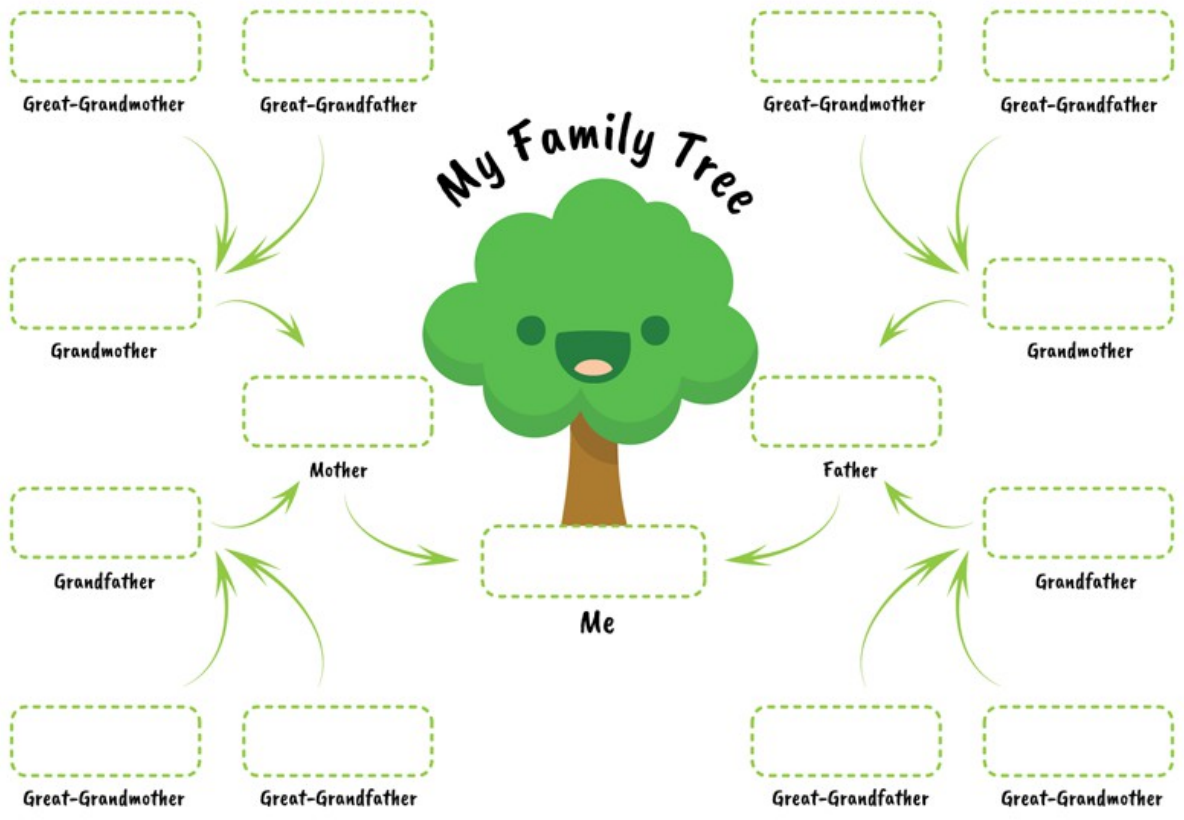 Great-Grandmother
Great-Grandfather
Great-Grandmother
Great-Grandfather
My Family Tree
Grandmother
Grandmother
Mother
Father
Grandfather
Grandfather
Me
Great-Grandmother
Great-Grandfather
Great-Grandfather
Great-Grandmother